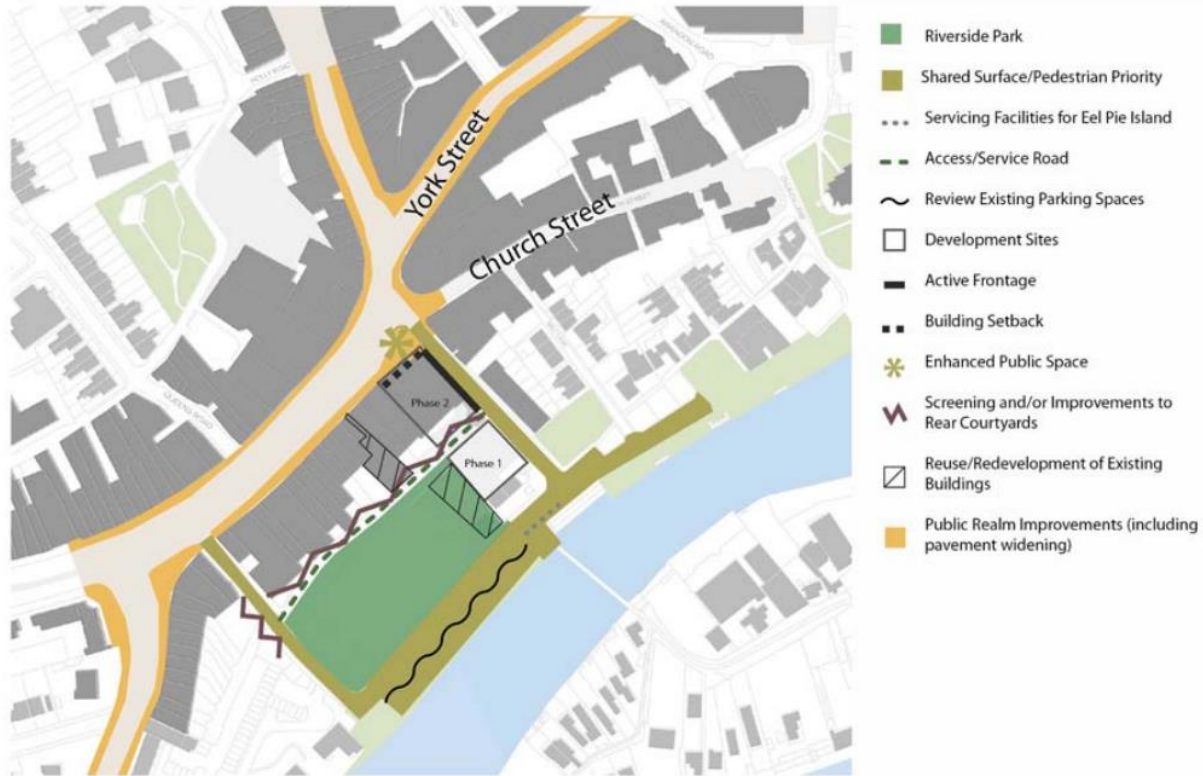 York Street
Church Street
Phase 2
Phase 1
Riverside Park
Shared Surface/Pedestrian Priority
Servicing Facilities for Eel Pie Island
Access/Service Road
Review Existing Parking Spaces
Development Sites
Active Frontage
Building Setback
Enhanced Public Space
Screening and/or Improvements to
Rear Courtyards
Reuse/Redevelopment of Existing
Buildings
Public Realm Improvements (including
pavement widening)